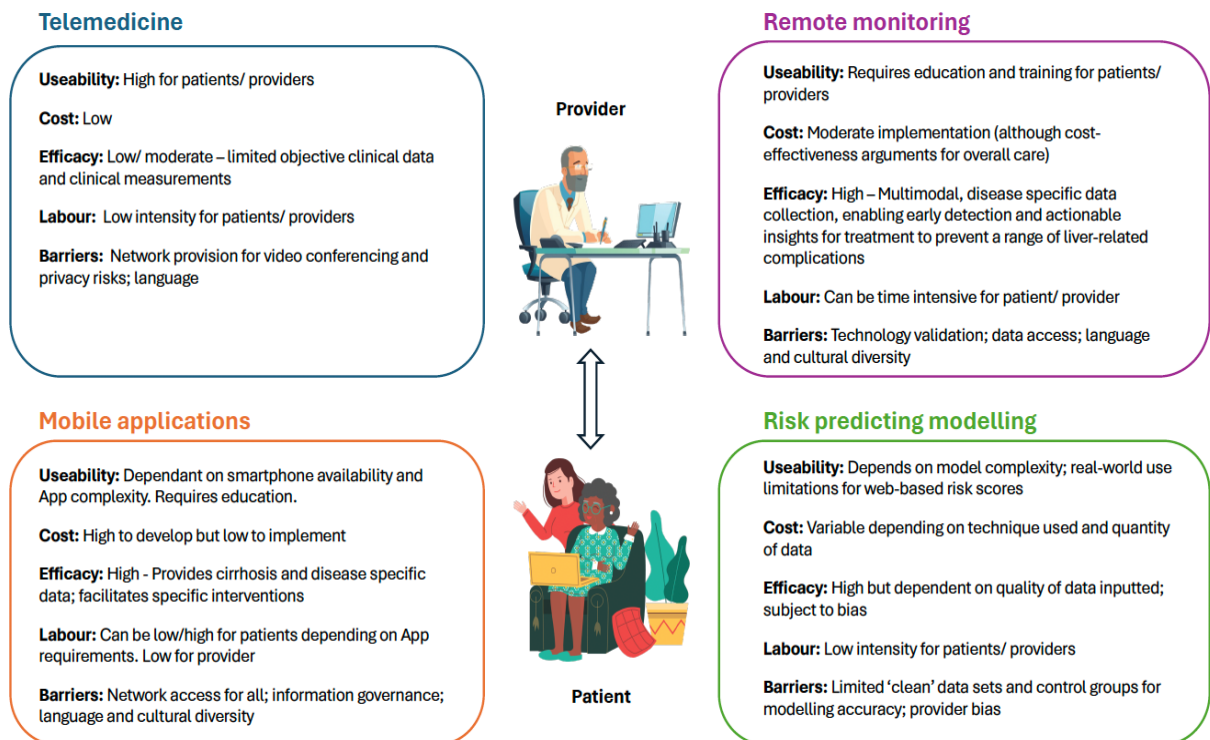 Telemedicine
Useability: High for patients/ providers
Cost: Low
Efficacy: Low/ moderate – limited objective clinical data
and clinical measurements
Labour: Low intensity for patients/ providers
Barriers: Network provision for video conferencing and
privacy risks; language
Provider
Remote monitoring
Useability: Requires education and training for patients/
providers
Cost: Moderate implementation (although cost-
effectiveness arguments for overall care)
Efficacy: High – Multimodal, disease specific data
collection, enabling early detection and actionable
insights for treatment to prevent a range of liver-related
complications
Labour: Can be time intensive for patient/ provider
Barriers: Technology validation; data access; language
and cultural diversity
Mobile applications
Useability: Dependant on smartphone availability and
App complexity. Requires education.
Cost: High to develop but low to implement
Efficacy: High - Provides cirrhosis and disease specific
data; facilitates specific interventions
Labour: Can be low/high for patients depending on App
requirements. Low for provider
Barriers: Network access for all; information governance;
language and cultural diversity
Patient
Risk predicting modelling
Useability: Depends on model complexity; real-world use
limitations for web-based risk scores
Cost: Variable depending on technique used and quantity
of data
Efficacy: High but dependent on quality of data inputted;
subject to bias
Labour: Low intensity for patients/ providers
Barriers: Limited ‘clean’ data sets and control groups for
modelling accuracy; provider bias